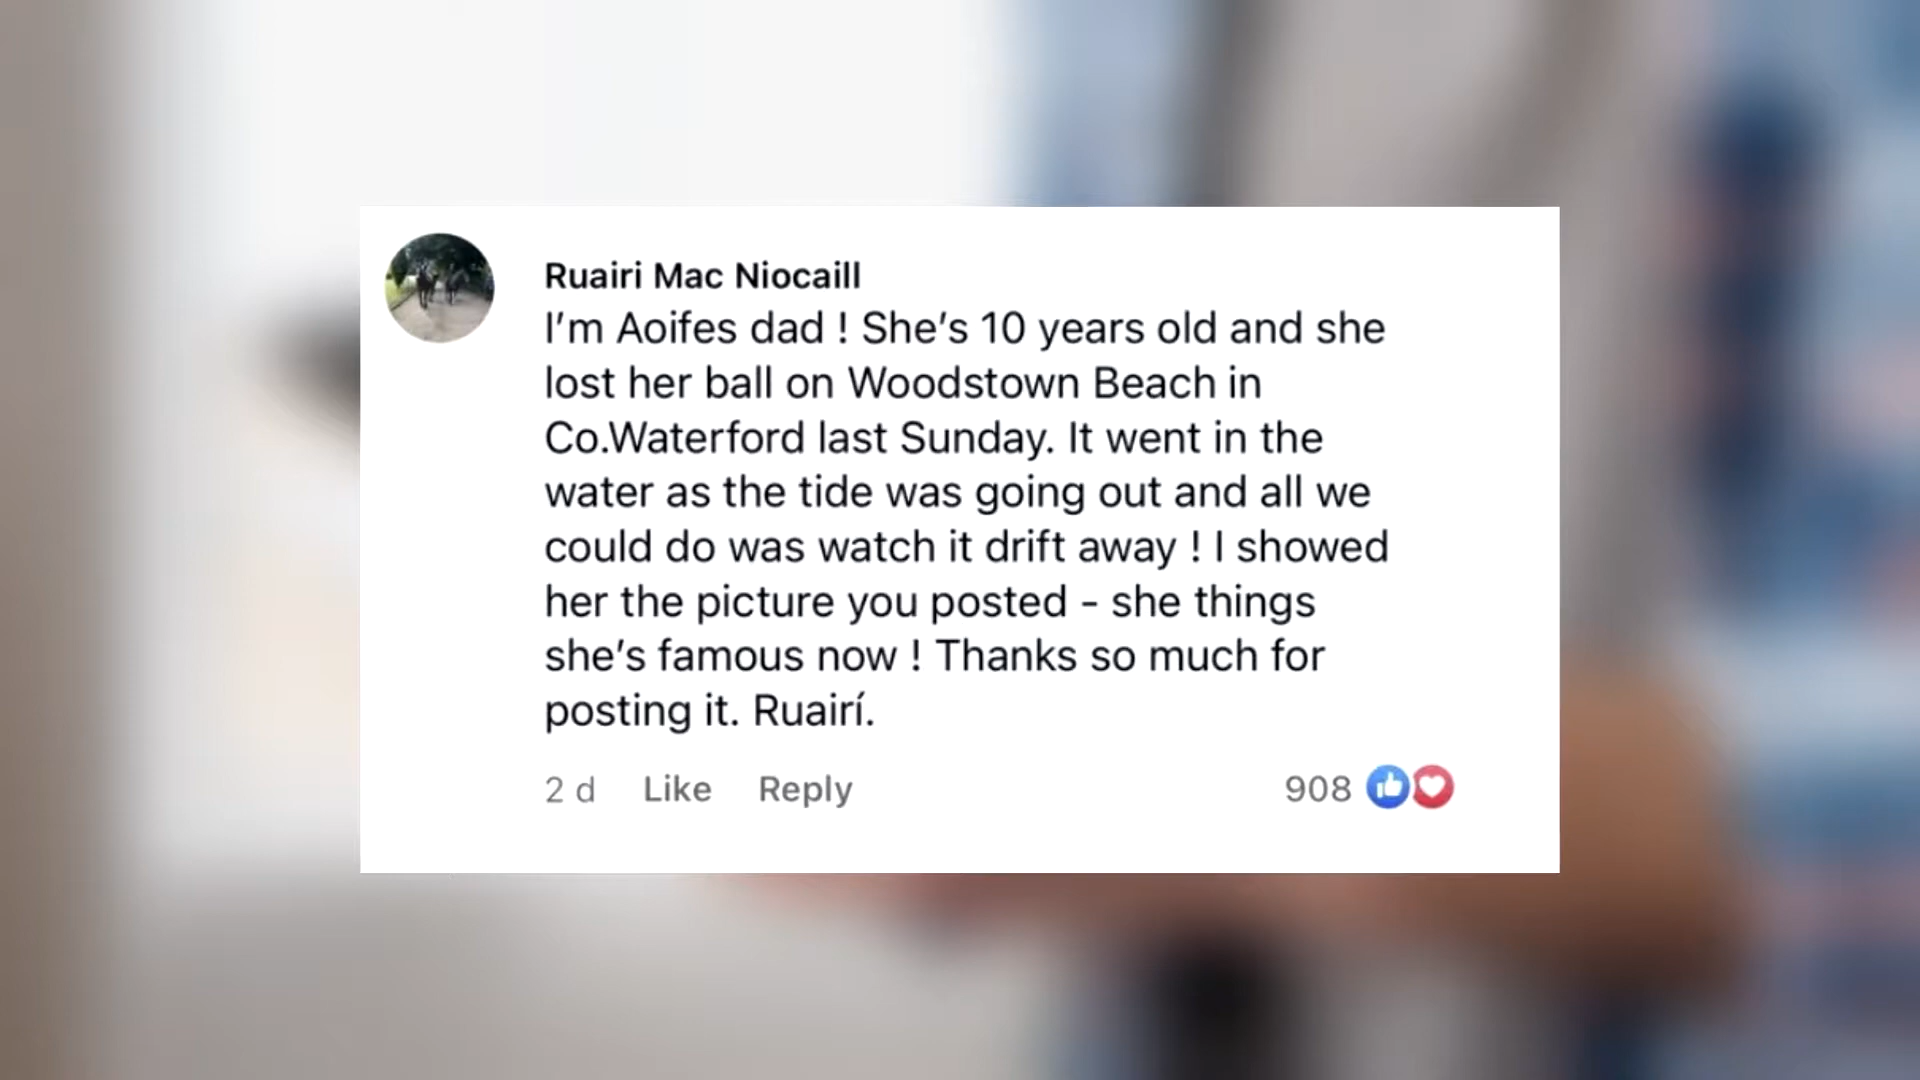 Ruairi Mac Niocaill
I’m Aoifes dad ! She’s 10 years old and she
lost her ball on Woodstown Beach in
Co.Waterford last Sunday. It went in the
water as the tide was going out and all we
could do was watch it drift away ! I showed
her the picture you posted - she things
she’s famous now ! Thanks so much for
posting it. Ruairí.
2 d Like Reply 908